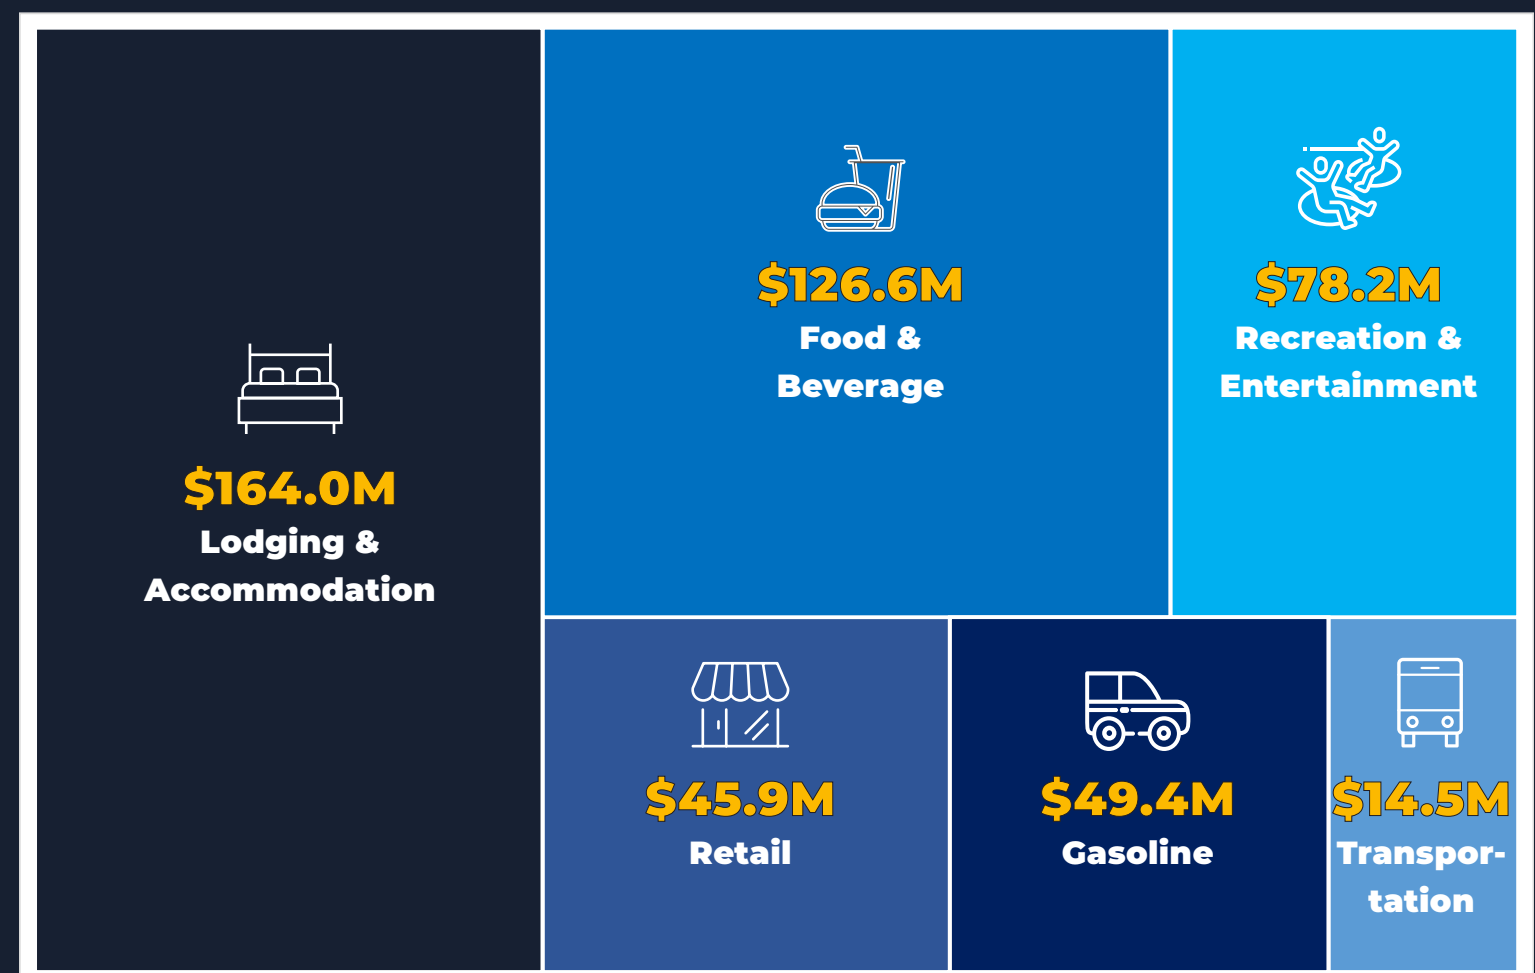 $164.0M
Lodging &
Accommodation
$126.6M
Food &
Beverage
$78.2M
Recreation &
Entertainment
$45.9M
Retail
$49.4M
Gasoline
$14.5M
Transpor-
tation